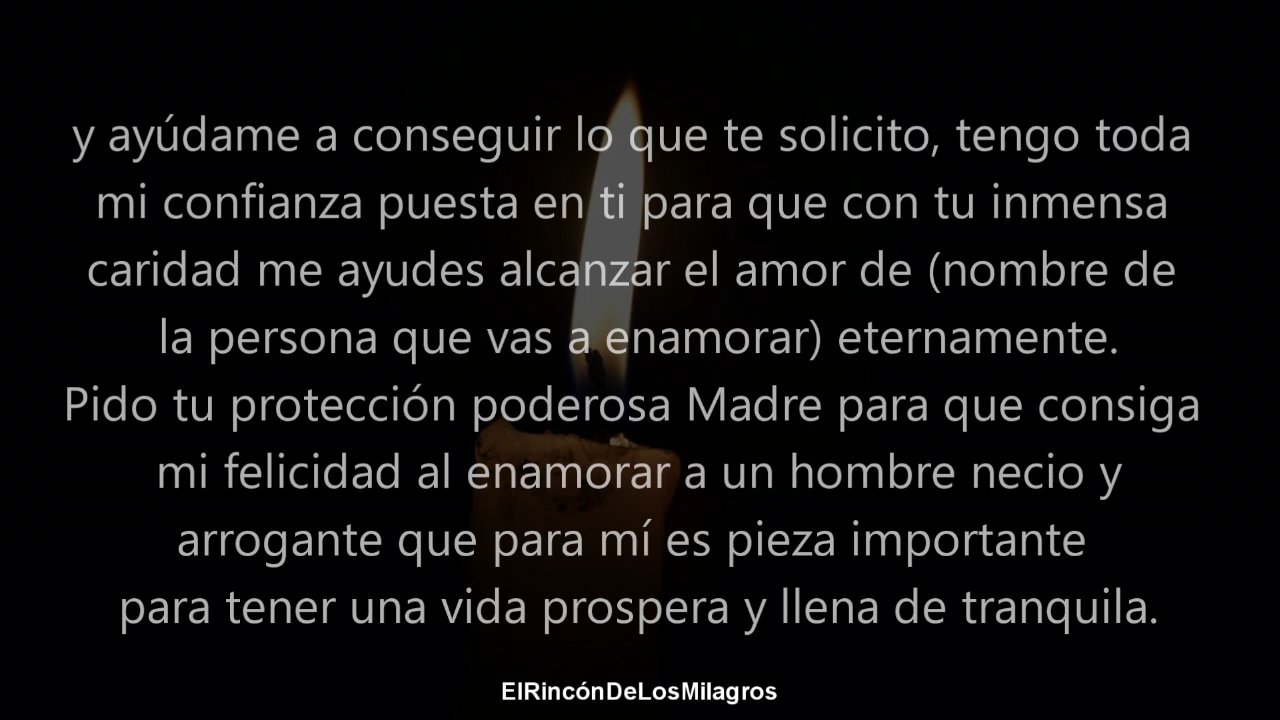 y ayúdame a conseguir lo que te solicito, tengo toda
mi confianza puesta en ti para que con tu inmensa
caridad me ayudes alcanzar el amor de (nombre de
la persona que vas a enamorar) eternamente.
Pido tu protección poderosa Madre para que consiga
mi felicidad al enamorar a un hombre necio y
arrogante que para mí es pieza importante
para tener una vida prospera y llena de tranquila.
ElRincónDeLosMilagros